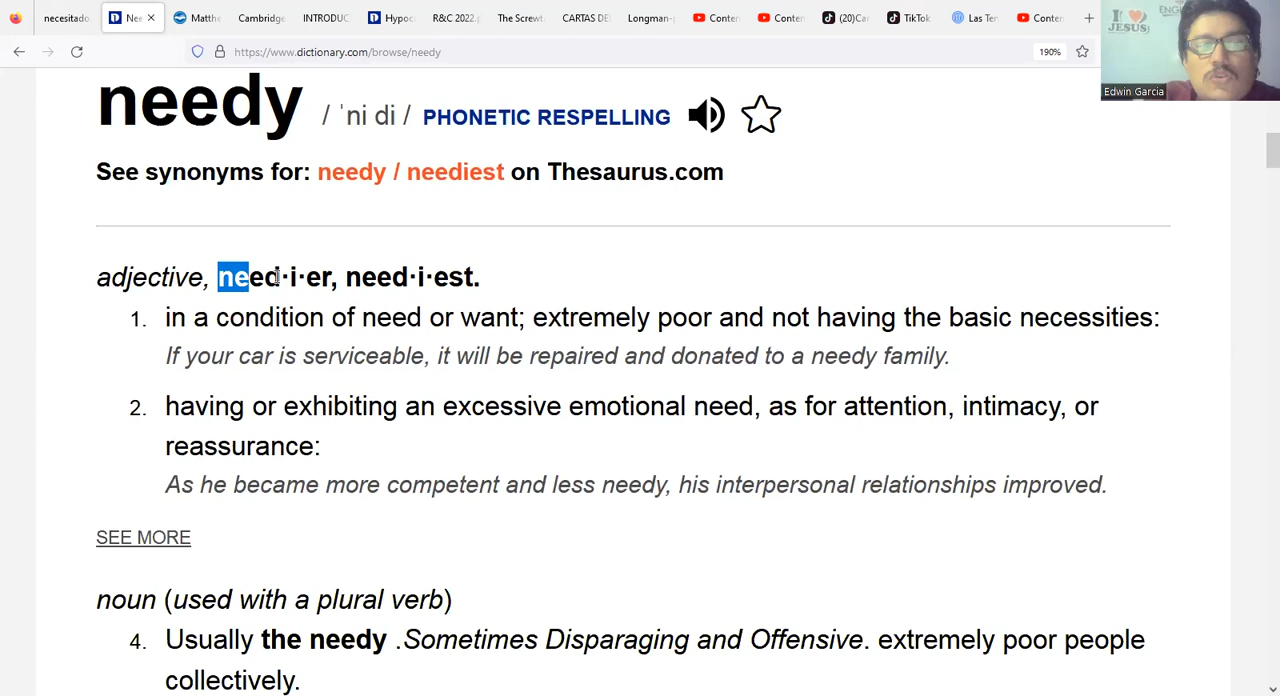 necesitado
Nee
Matthe
Cambridge
INTRODUC
Hypoc
R&C 2022.p
The Screwt
CARTAS DE
Longman-p
Conten
Conten
(20)Car
TikTok
Las Ten
Conten
https://www.dictionary.com/browse/needy
190%
I ❤ JESUS!
Edwin Garcia
needy / ˈni di / PHONETIC RESPELLING
See synonyms for: needy / neediest on Thesaurus.com
adjective, need·i·er, need·i·est.
1. in a condition of need or want; extremely poor and not having the basic necessities:
If your car is serviceable, it will be repaired and donated to a needy family.
2. having or exhibiting an excessive emotional need, as for attention, intimacy, or
reassurance:
As he became more competent and less needy, his interpersonal relationships improved.
SEE MORE
noun (used with a plural verb)
4. Usually the needy .Sometimes Disparaging and Offensive. extremely poor people
collectively.